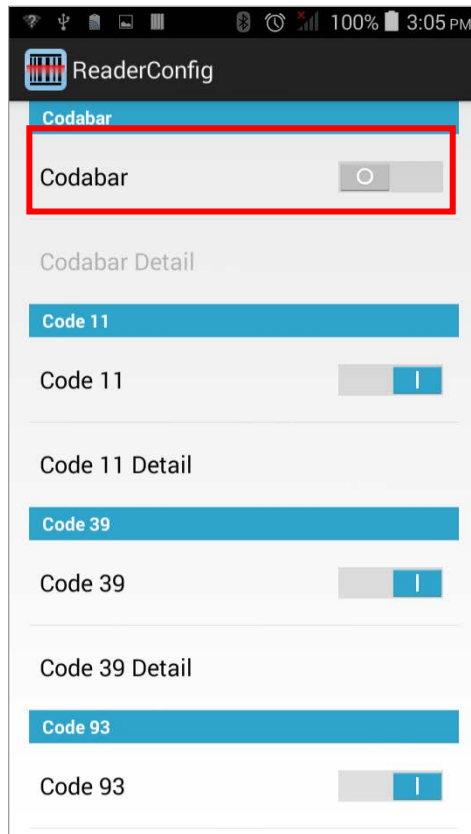 100% 3:05 PM
ReaderConfig
Codabar
Codabar
Codabar Detail
Code 11
Code 11
Code 11 Detail
Code 39
Code 39
Code 39 Detail
Code 93
Code 93